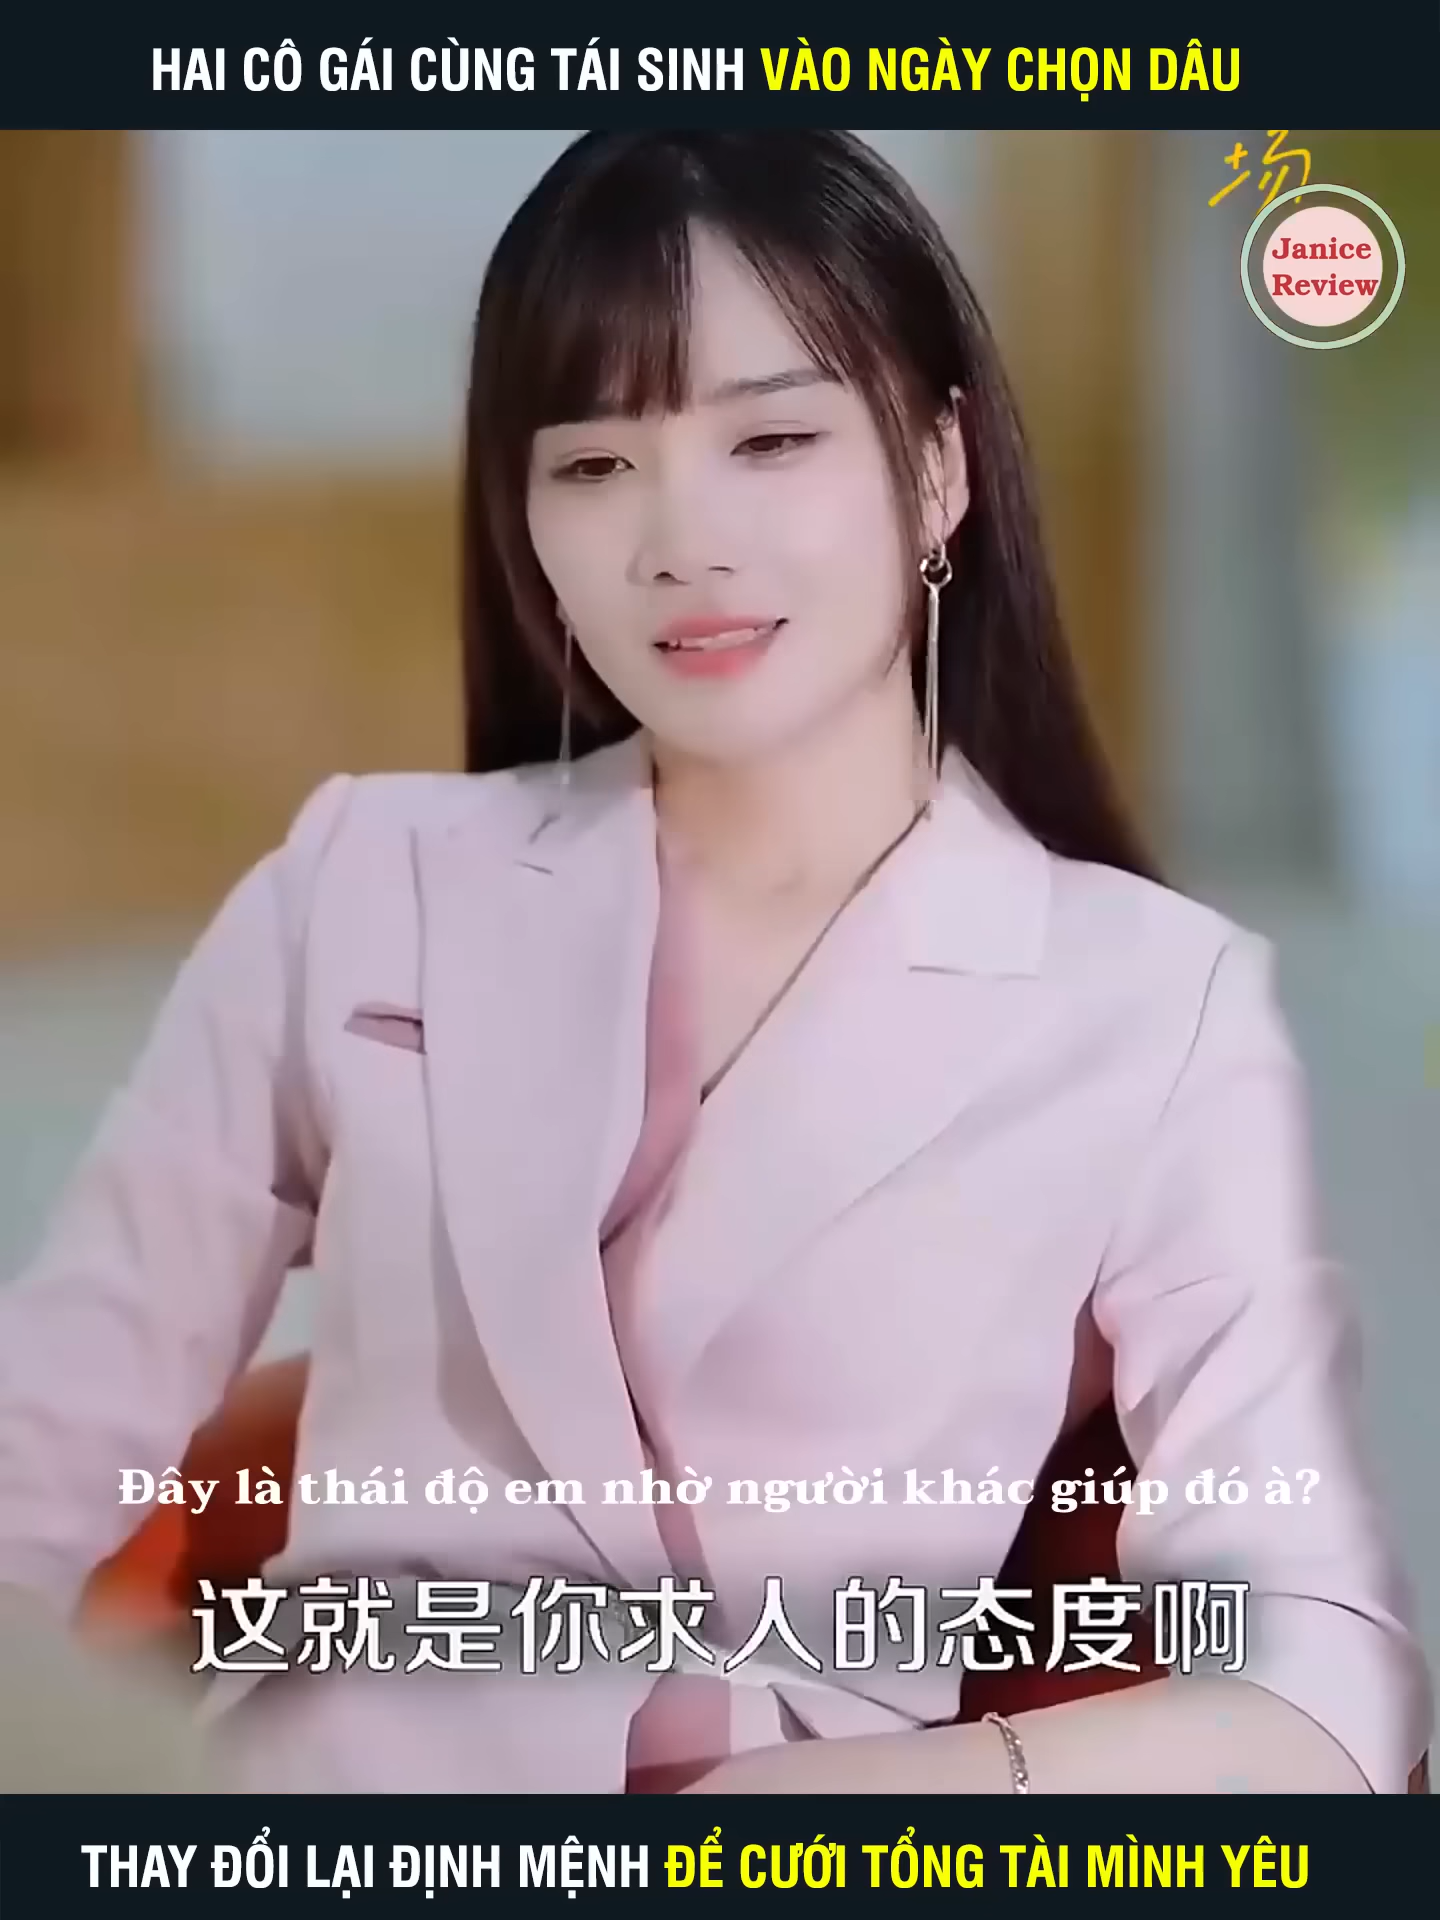 HAI CÔ GÁI CÙNG TÁI SINH VÀO NGÀY CHỌN DÂU
场
Janice
Review
Đây là thái độ em nhờ người khác giúp đó à?
这就是你求人的态度啊
THAY ĐỔI LẠI ĐỊNH MỆNH ĐỂ CƯỚI TỔNG TÀI MÌNH YÊU